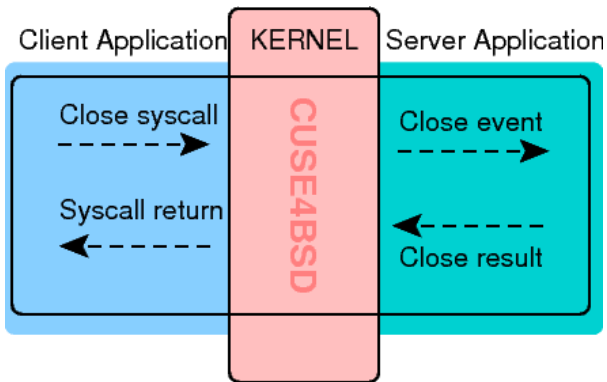 Client Application
KERNEL
Server Application
Close syscall
Close event
Syscall return
Close result
CUSE4BSD